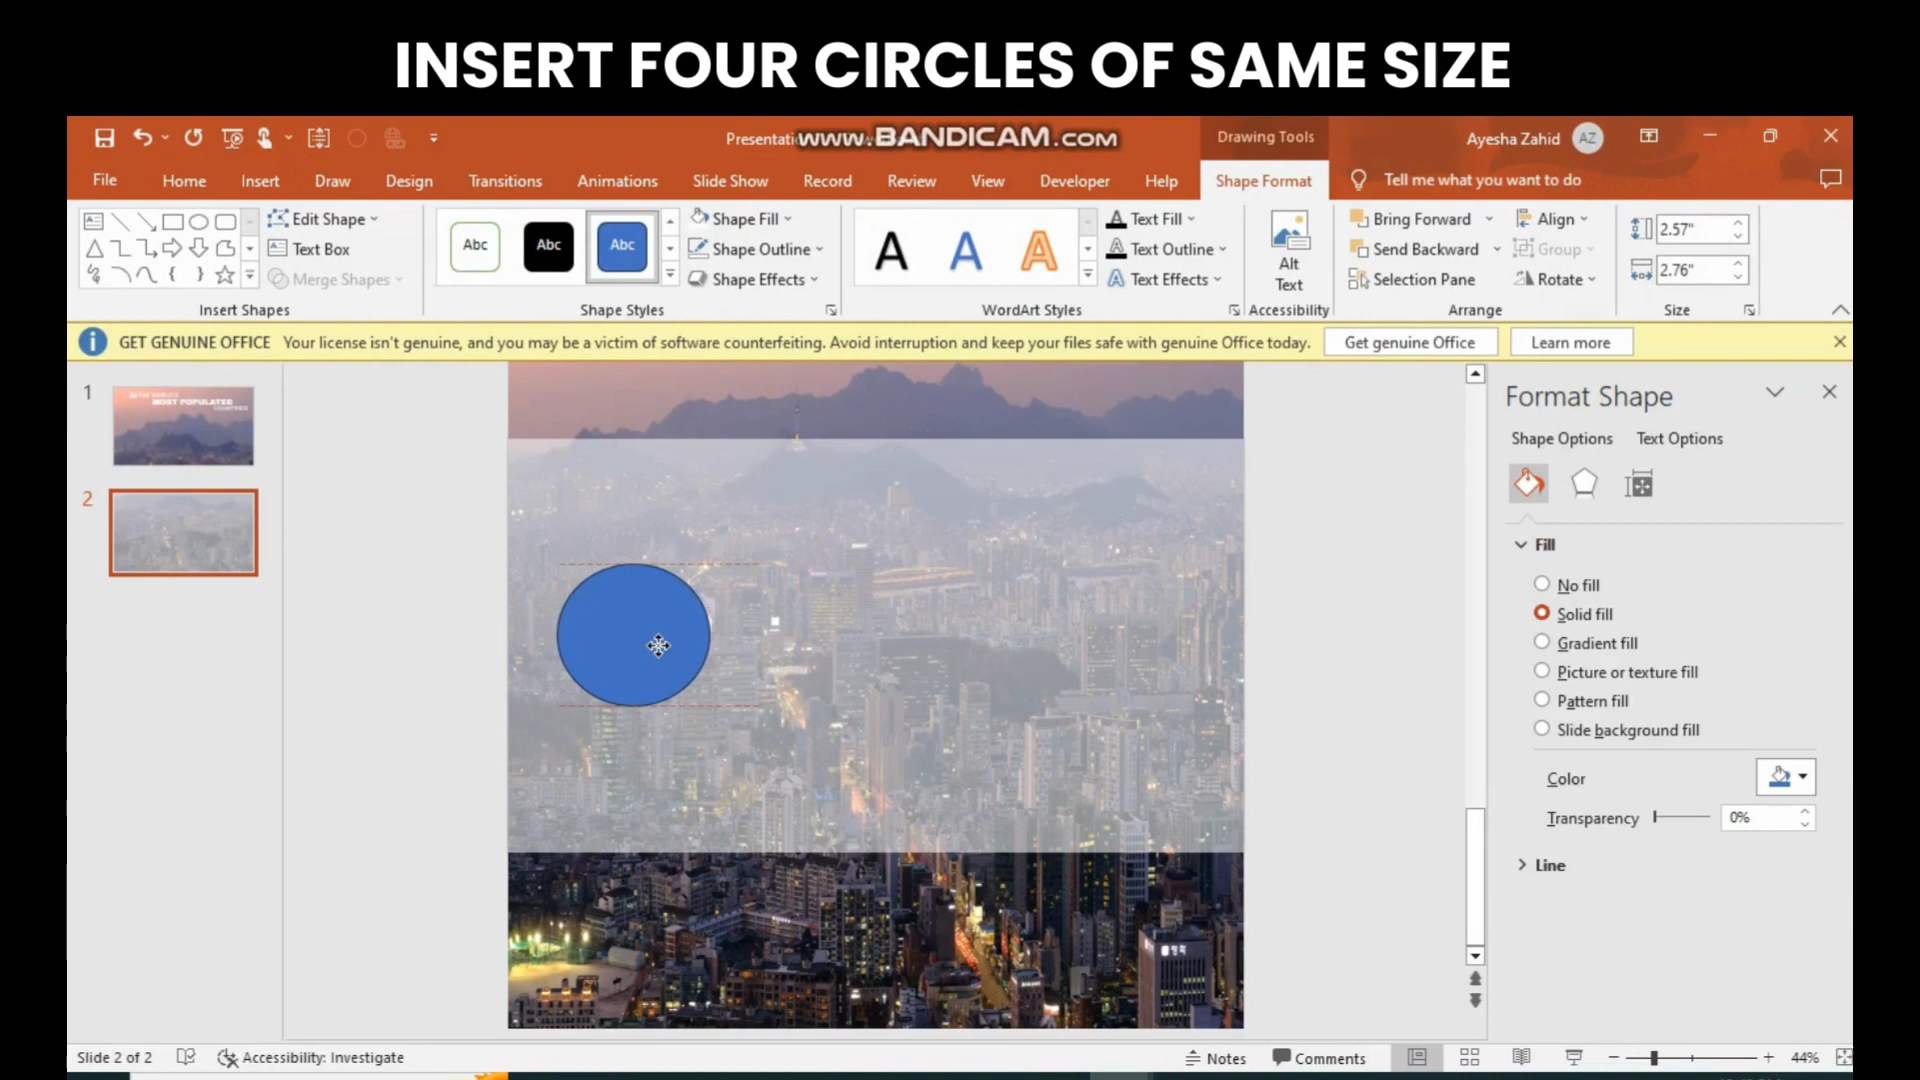 INSERT FOUR CIRCLES OF SAME SIZE
Presentati
www.BANDICAM.com
Drawing Tools
Ayesha Zahid
AZ
File
Home
Insert
Draw
Design
Transitions
Animations
Slide Show
Record
Review
View
Developer
Help
Shape Format
Tell me what you want to do
Edit Shape
Text Box
Merge Shapes
Insert Shapes
Abc
Abc
Abc
Shape Fill
Shape Outline
Shape Effects
Shape Styles
A
A
A
Text Fill
Text Outline
Text Effects
WordArt Styles
Alt
Text
Accessibility
Bring Forward
Send Backward
Selection Pane
Align
Group
Rotate
Arrange
2.57"
2.76"
Size
GET GENUINE OFFICE Your license isn't genuine, and you may be a victim of software counterfeiting. Avoid interruption and keep your files safe with genuine Office today.
Get genuine Office
Learn more
1
MOST POPULATED
COUNTRIES
2
Format Shape
Shape Options
Text Options
Fill
No fill
Solid fill
Gradient fill
Picture or texture fill
Pattern fill
Slide background fill
Color
Transparency
0%
Line
Slide 2 of 2
Accessibility: Investigate
Notes
Comments
44%